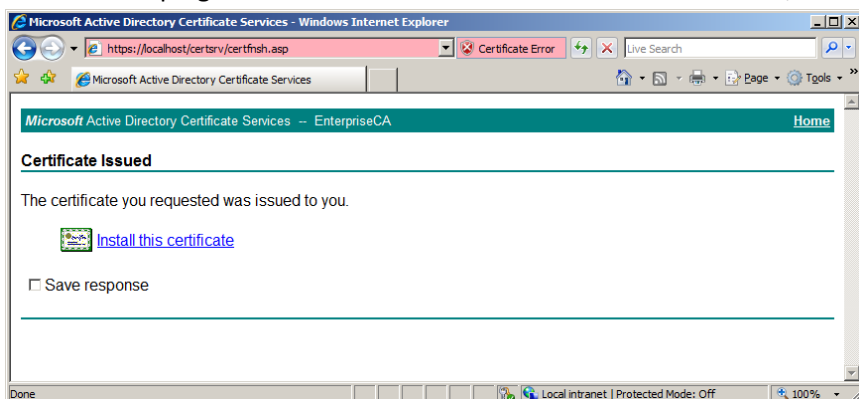 Microsoft Active Directory Certificate Services - Windows Internet Explorer
https://localhost/certsrv/certfnsh.asp Certificate Error Live Search
Microsoft Active Directory Certificate Services Page Tools
Microsoft Active Directory Certificate Services -- EnterpriseCA Home
Certificate Issued
The certificate you requested was issued to you.
Install this certificate
Save response
Done Local intranet | Protected Mode: Off 100%